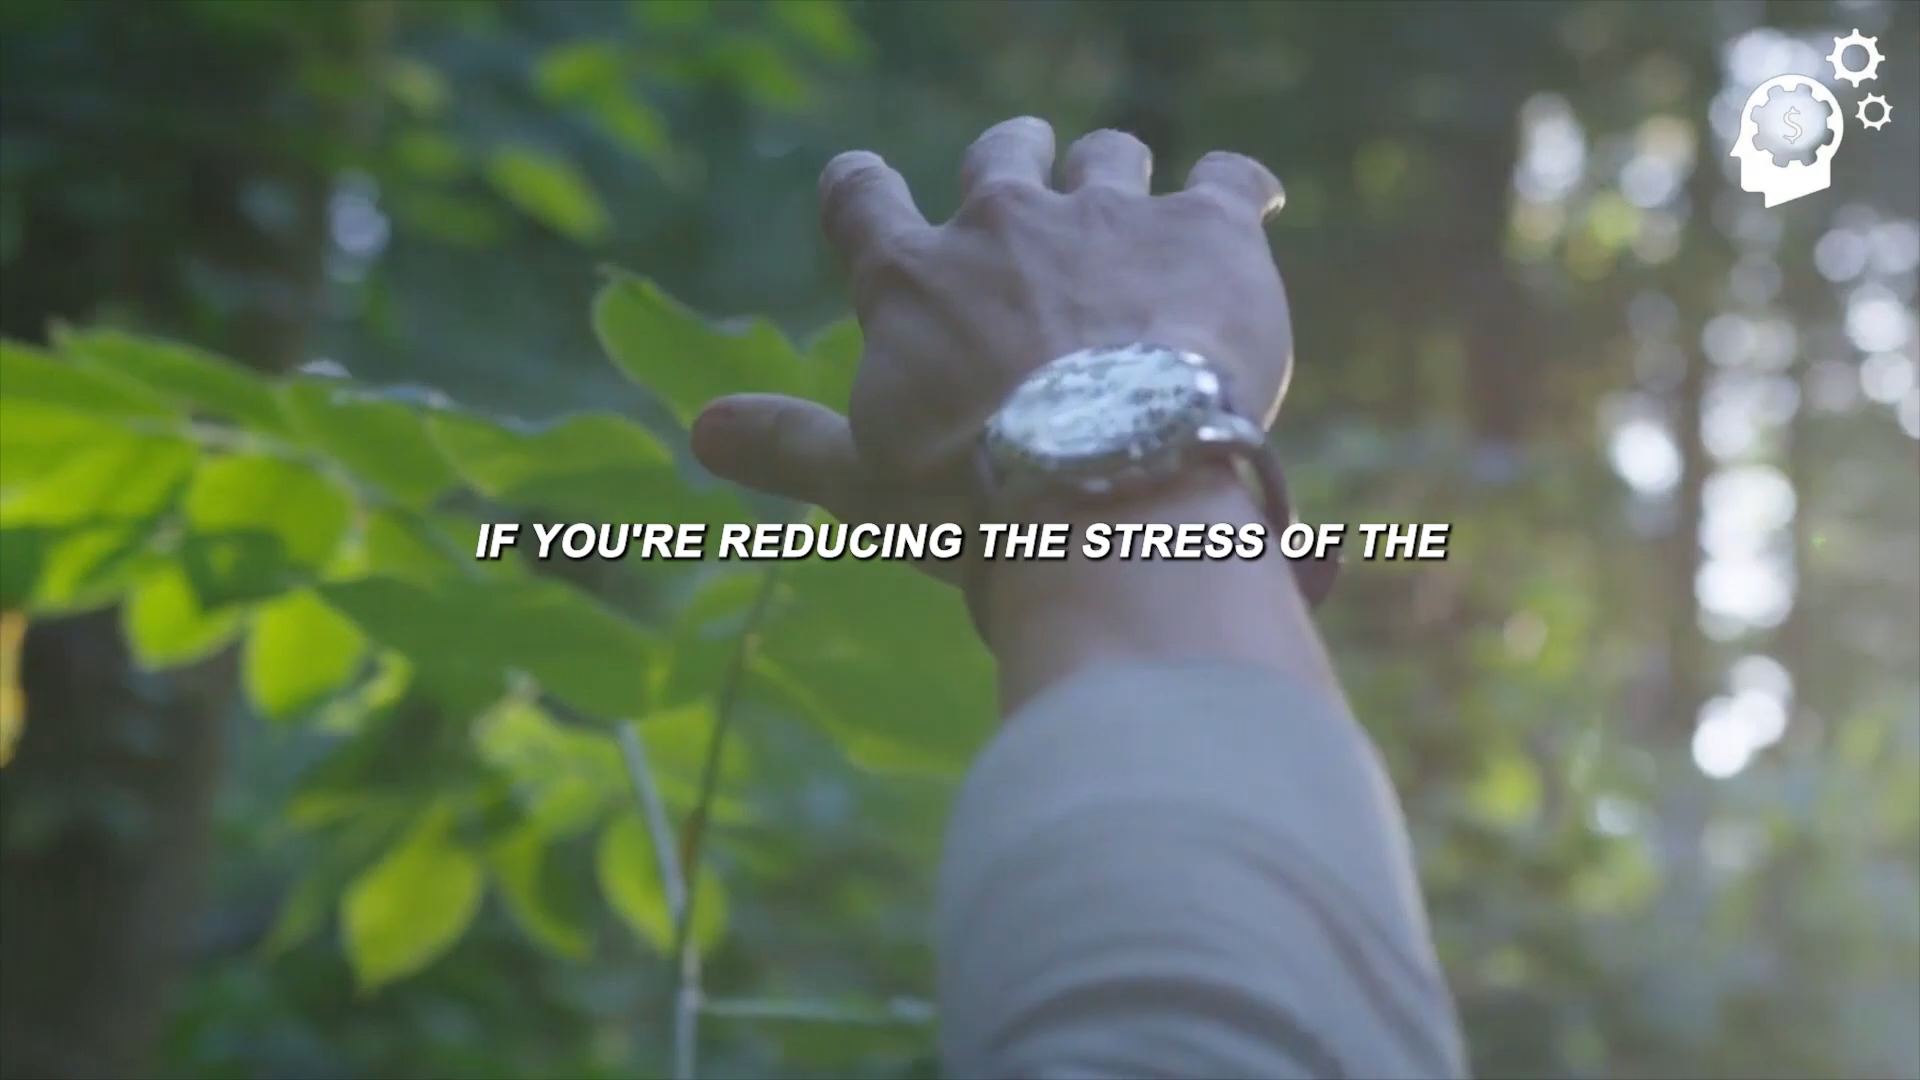 IF YOU'RE REDUCING THE STRESS OF THE
$